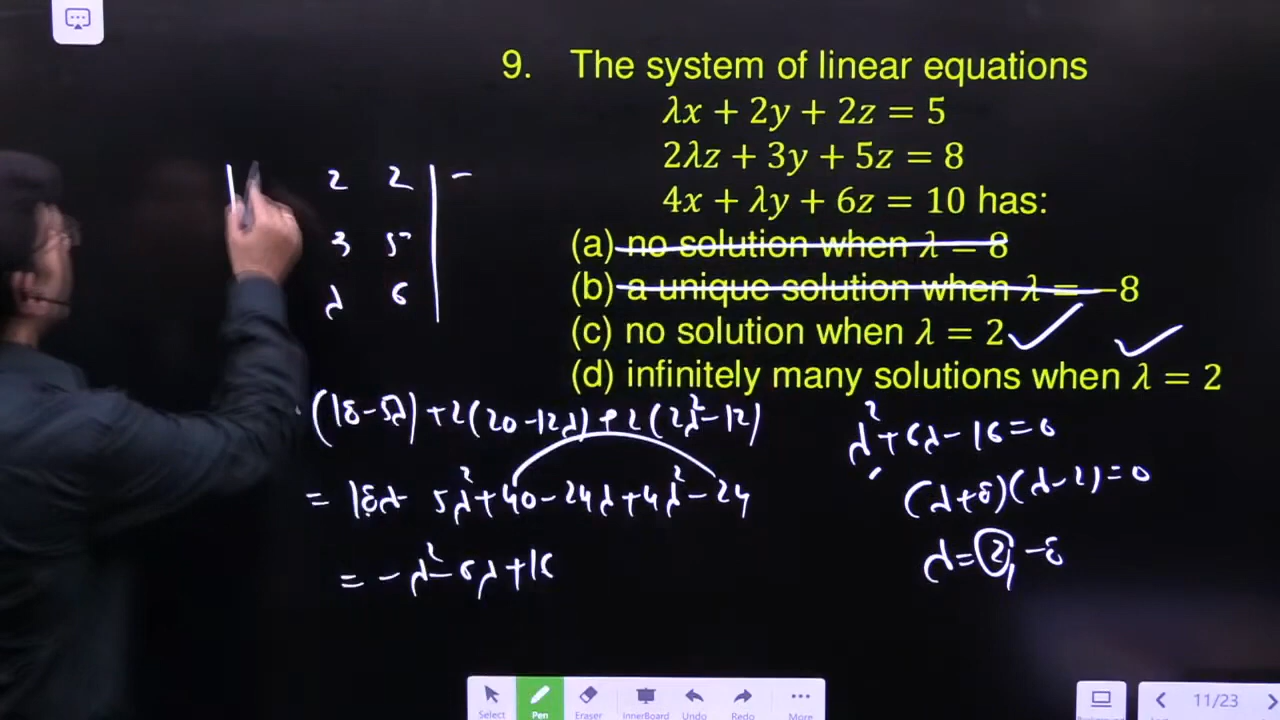 9. The system of linear equations
λx + 2y + 2z = 5
2λz + 3y + 5z = 8
4x + λy + 6z = 10 has:
(a) no solution when λ = 8
(b) a unique solution when λ = −8
(c) no solution when λ = 2
(d) infinitely many solutions when λ = 2
2 2
3 5
λ 6
(18-5λ)+2(20-12λ)+2(2λ²-12)
= 18λ- 5λ²+40-24λ+4λ²-24
= -λ²-6λ+16
λ²+6λ-16=0
(λ+8)(λ-2)=0
λ=2,-8
Select Pen Eraser InnerBoard Undo Redo More
11/23